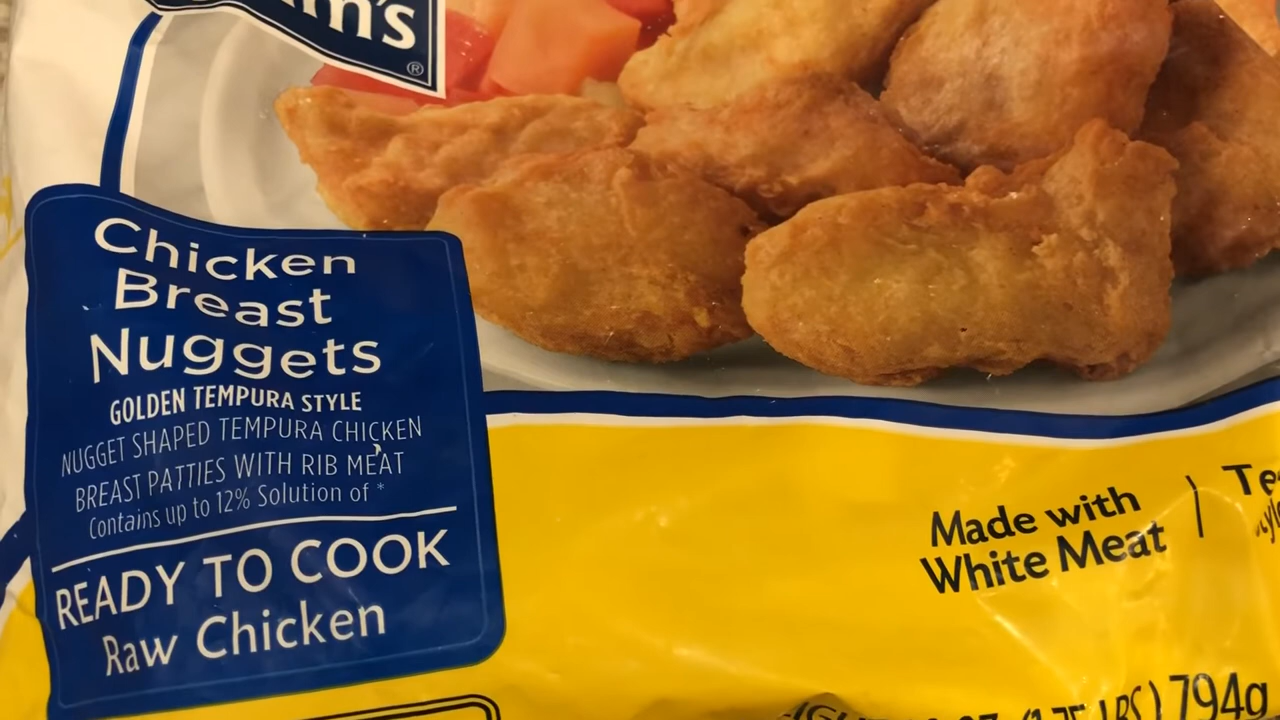 ®
Chicken
Breast
Nuggets
GOLDEN TEMPURA STYLE
NUGGET SHAPED TEMPURA CHICKEN
BREAST PATTIES WITH RIB MEAT
Contains up to 12% Solution of *
READY TO COOK
Raw Chicken
Made with
White Meat
794g